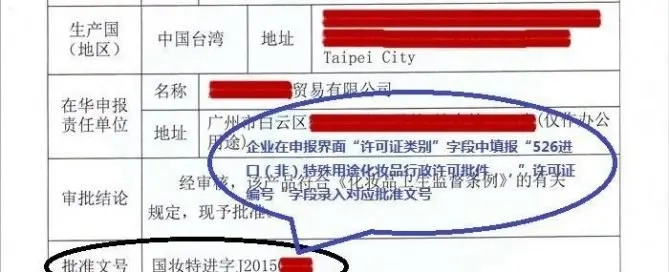 生产国
(地区)
中国台湾
地址
Taipei City
在华申报
责任单位
名称
贸易有限公司
地址
广州市白云区
(仅作办公
用途)
企业在申报界面“许可证类别”字段中填报“526进
口（非）特殊用途化妆品行政许可批件 ，”许可证
编号 字段录入对应批准文号
审批结论
经审核，该产品符合《化妆品卫生监督条例》的有关
规定，现予批准
批准文号
国妆特进字J2015